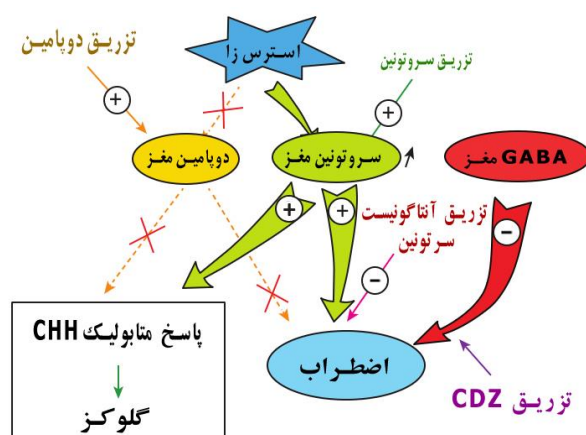 تزریق دوپامین
استرس زا
تزریق سروتونین
+
+
دوپامین مغز
سروتونین مغز
GABA مغز
+
+
تزریق آنتاگونیست
سرتونین
-
-
پاسخ متابولیک CHH
گلوکز
اضطراب
تزریق CDZ